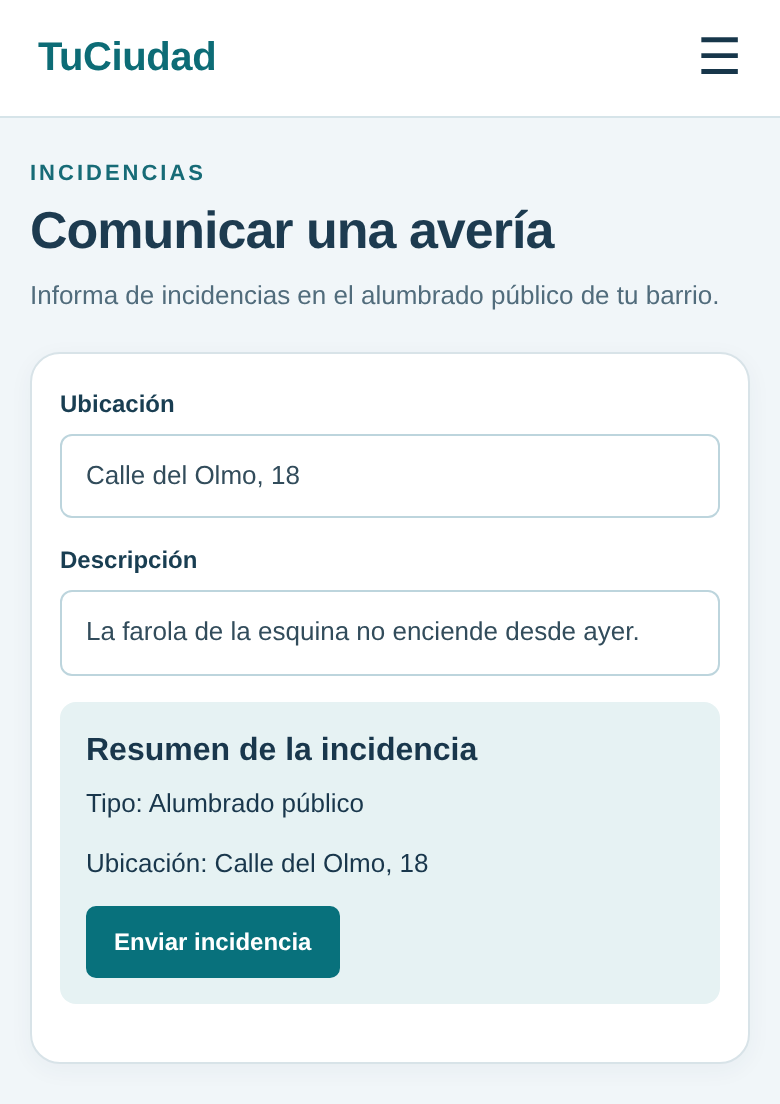 TuCiudad
INCIDENCIAS
Comunicar una avería
Informa de incidencias en el alumbrado público de tu barrio.
Ubicación
Calle del Olmo, 18
Descripción
La farola de la esquina no enciende desde ayer.
Resumen de la incidencia
Tipo: Alumbrado público
Ubicación: Calle del Olmo, 18
Enviar incidencia